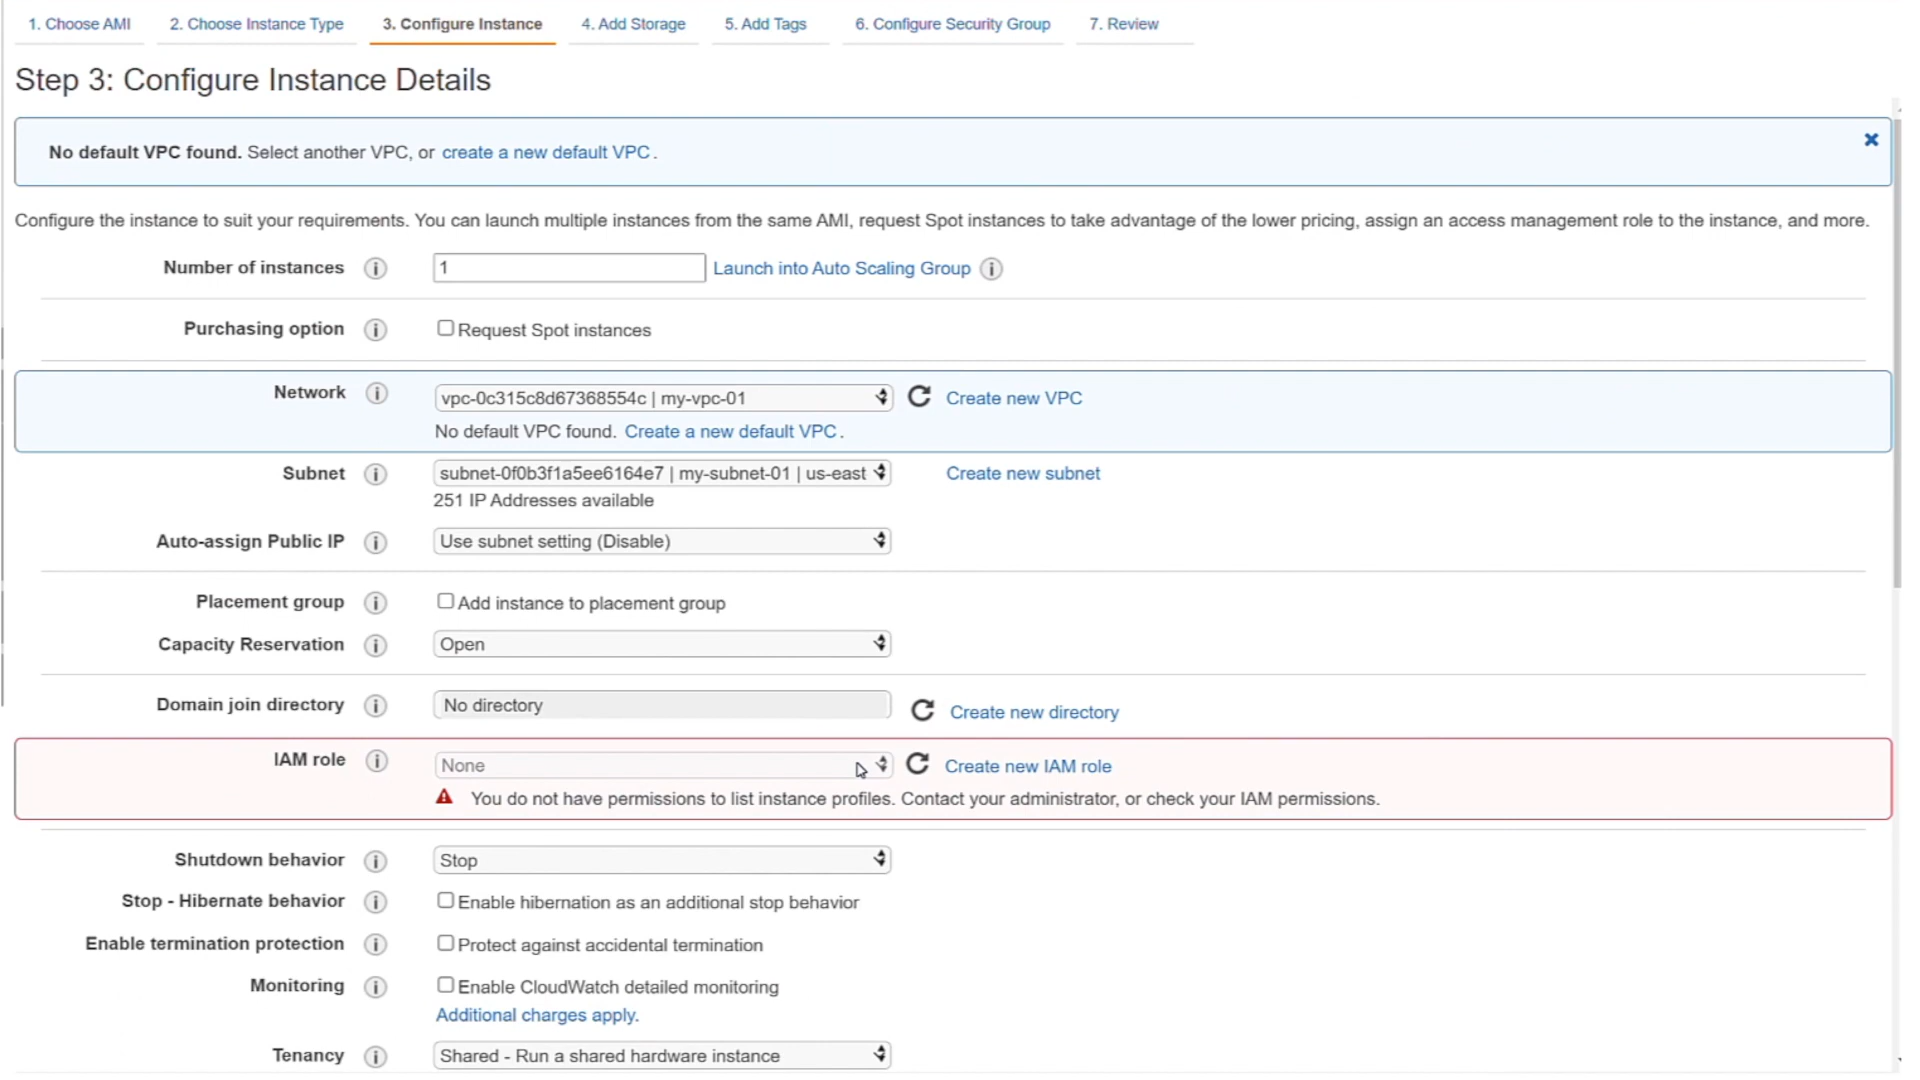 1. Choose AMI 2. Choose Instance Type 3. Configure Instance 4. Add Storage 5. Add Tags 6. Configure Security Group 7. Review
Step 3: Configure Instance Details
No default VPC found. Select another VPC, or create a new default VPC.
Configure the instance to suit your requirements. You can launch multiple instances from the same AMI, request Spot instances to take advantage of the lower pricing, assign an access management role to the instance, and more.
Number of instances 1 Launch into Auto Scaling Group
Purchasing option Request Spot instances
Network vpc-0c315c8d67368554c | my-vpc-01 Create new VPC
No default VPC found. Create a new default VPC.
Subnet subnet-0f0b3f1a5ee6164e7 | my-subnet-01 | us-east Create new subnet
251 IP Addresses available
Auto-assign Public IP Use subnet setting (Disable)
Placement group Add instance to placement group
Capacity Reservation Open
Domain join directory No directory Create new directory
IAM role None Create new IAM role
You do not have permissions to list instance profiles. Contact your administrator, or check your IAM permissions.
Shutdown behavior Stop
Stop - Hibernate behavior Enable hibernation as an additional stop behavior
Enable termination protection Protect against accidental termination
Monitoring Enable CloudWatch detailed monitoring
Additional charges apply.
Tenancy Shared - Run a shared hardware instance